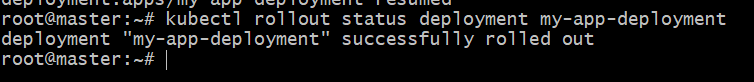 deployment.apps/my-app-deployment resumed
root@master:~# kubectl rollout status deployment my-app-deployment
deployment "my-app-deployment" successfully rolled out
root@master:~#